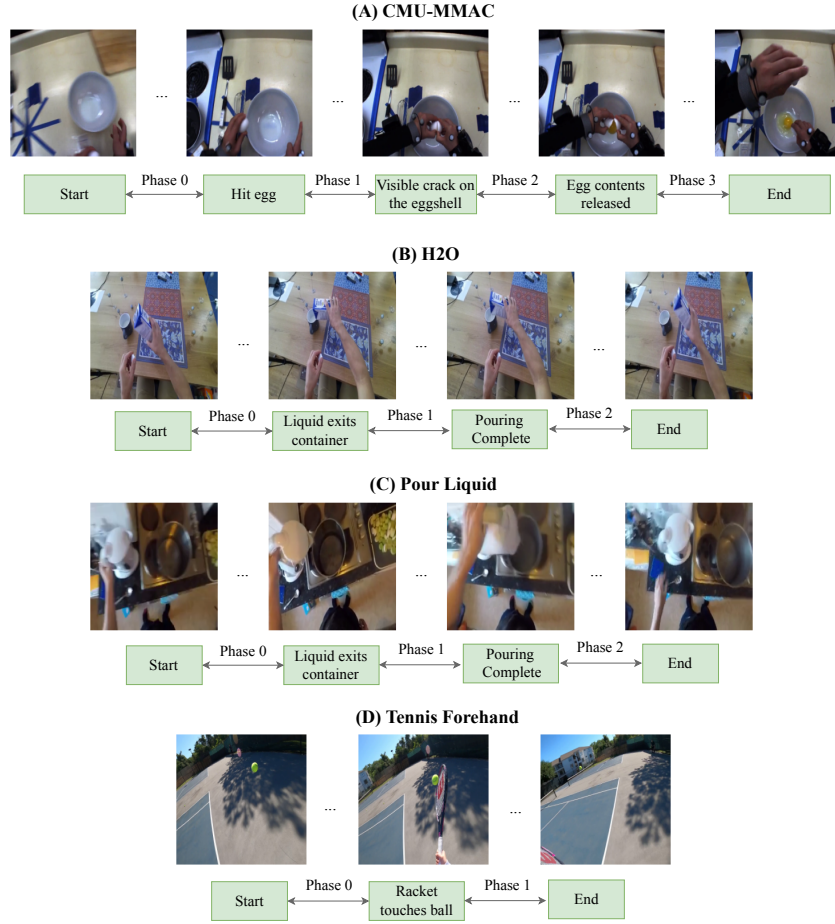 (A) CMU-MMAC
... ... ... ...
Phase 0 Phase 1 Phase 2 Phase 3
Start Hit egg Visible crack on the eggshell Egg contents released End
(B) H2O
... ... ...
Phase 0 Phase 1 Phase 2
Start Liquid exits container Pouring Complete End
(C) Pour Liquid
... ... ...
Phase 0 Phase 1 Phase 2
Start Liquid exits container Pouring Complete End
(D) Tennis Forehand
... ...
Phase 0 Phase 1
Start Racket touches ball End